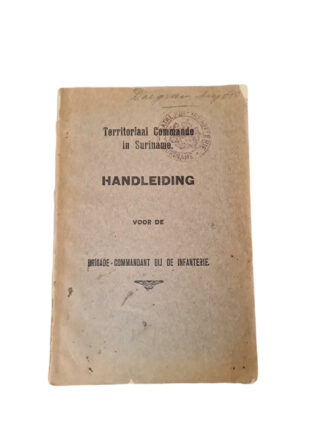 Territoriaal Commando
in Suriname.
HANDLEIDING
VOOR DE
BRIGADE-COMMANDANT BIJ DE INFANTERIE.